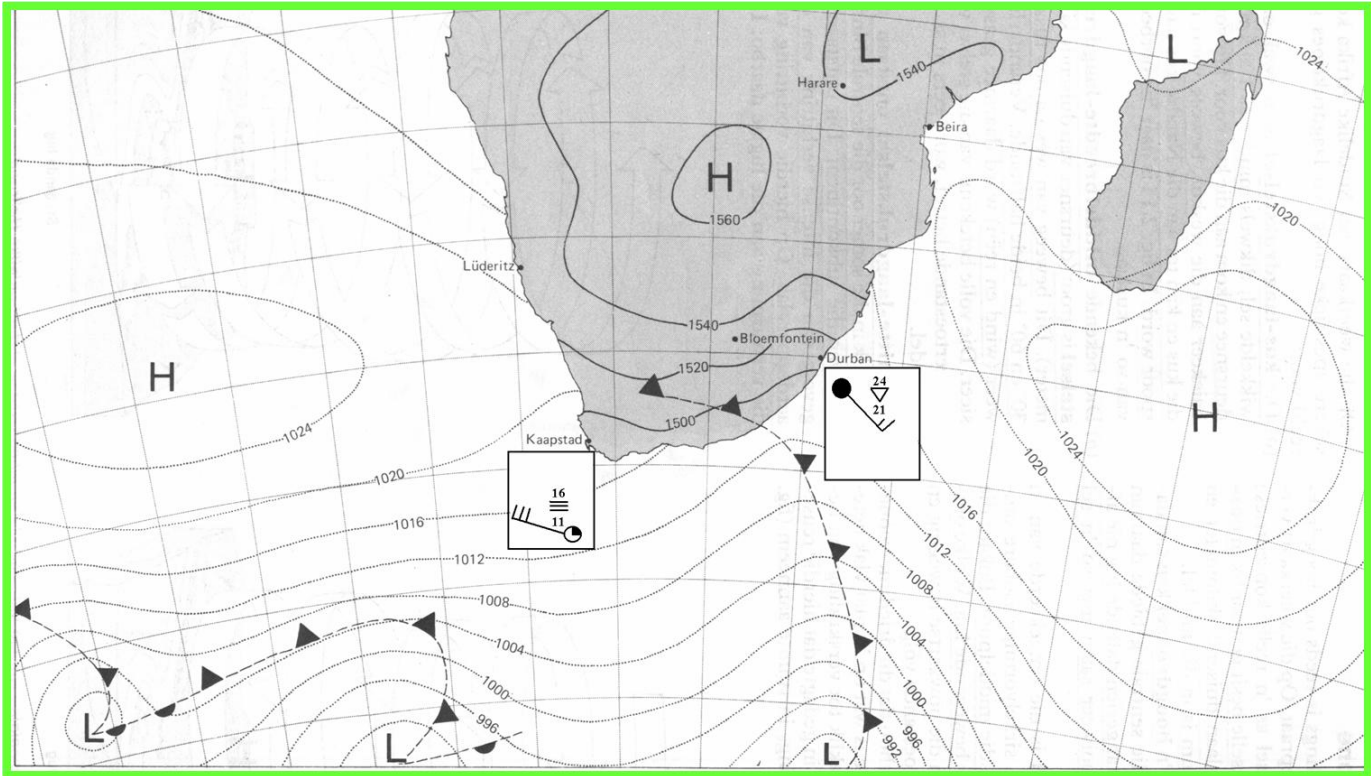 L
L
1024
1540
Harare
Beira
H
1560
1020
Lüderitz
1540
Bloemfontein
Durban
1520
H
24
21
H
1024
1500
Kaapstad
1024
1020
1020
16
11
1016
1016
1012
1012
1008
1008
1004
1004
1000
1000
996
996
992
L
L
L